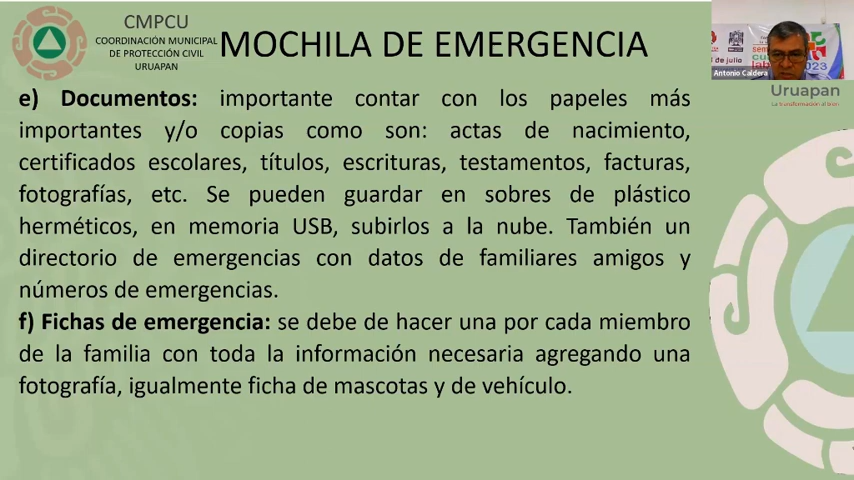 CMPCU
COORDINACIÓN MUNICIPAL
DE PROTECCIÓN CIVIL
URUAPAN
MOCHILA DE EMERGENCIA
e) Documentos: importante contar con los papeles más
importantes y/o copias como son: actas de nacimiento,
certificados escolares, títulos, escrituras, testamentos, facturas,
fotografías, etc. Se pueden guardar en sobres de plástico
herméticos, en memoria USB, subirlos a la nube. También un
directorio de emergencias con datos de familiares amigos y
números de emergencias.
f) Fichas de emergencia: se debe de hacer una por cada miembro
de la familia con toda la información necesaria agregando una
fotografía, igualmente ficha de mascotas y de vehículo.
de julio
2023
Antonio Caldera
Uruapan